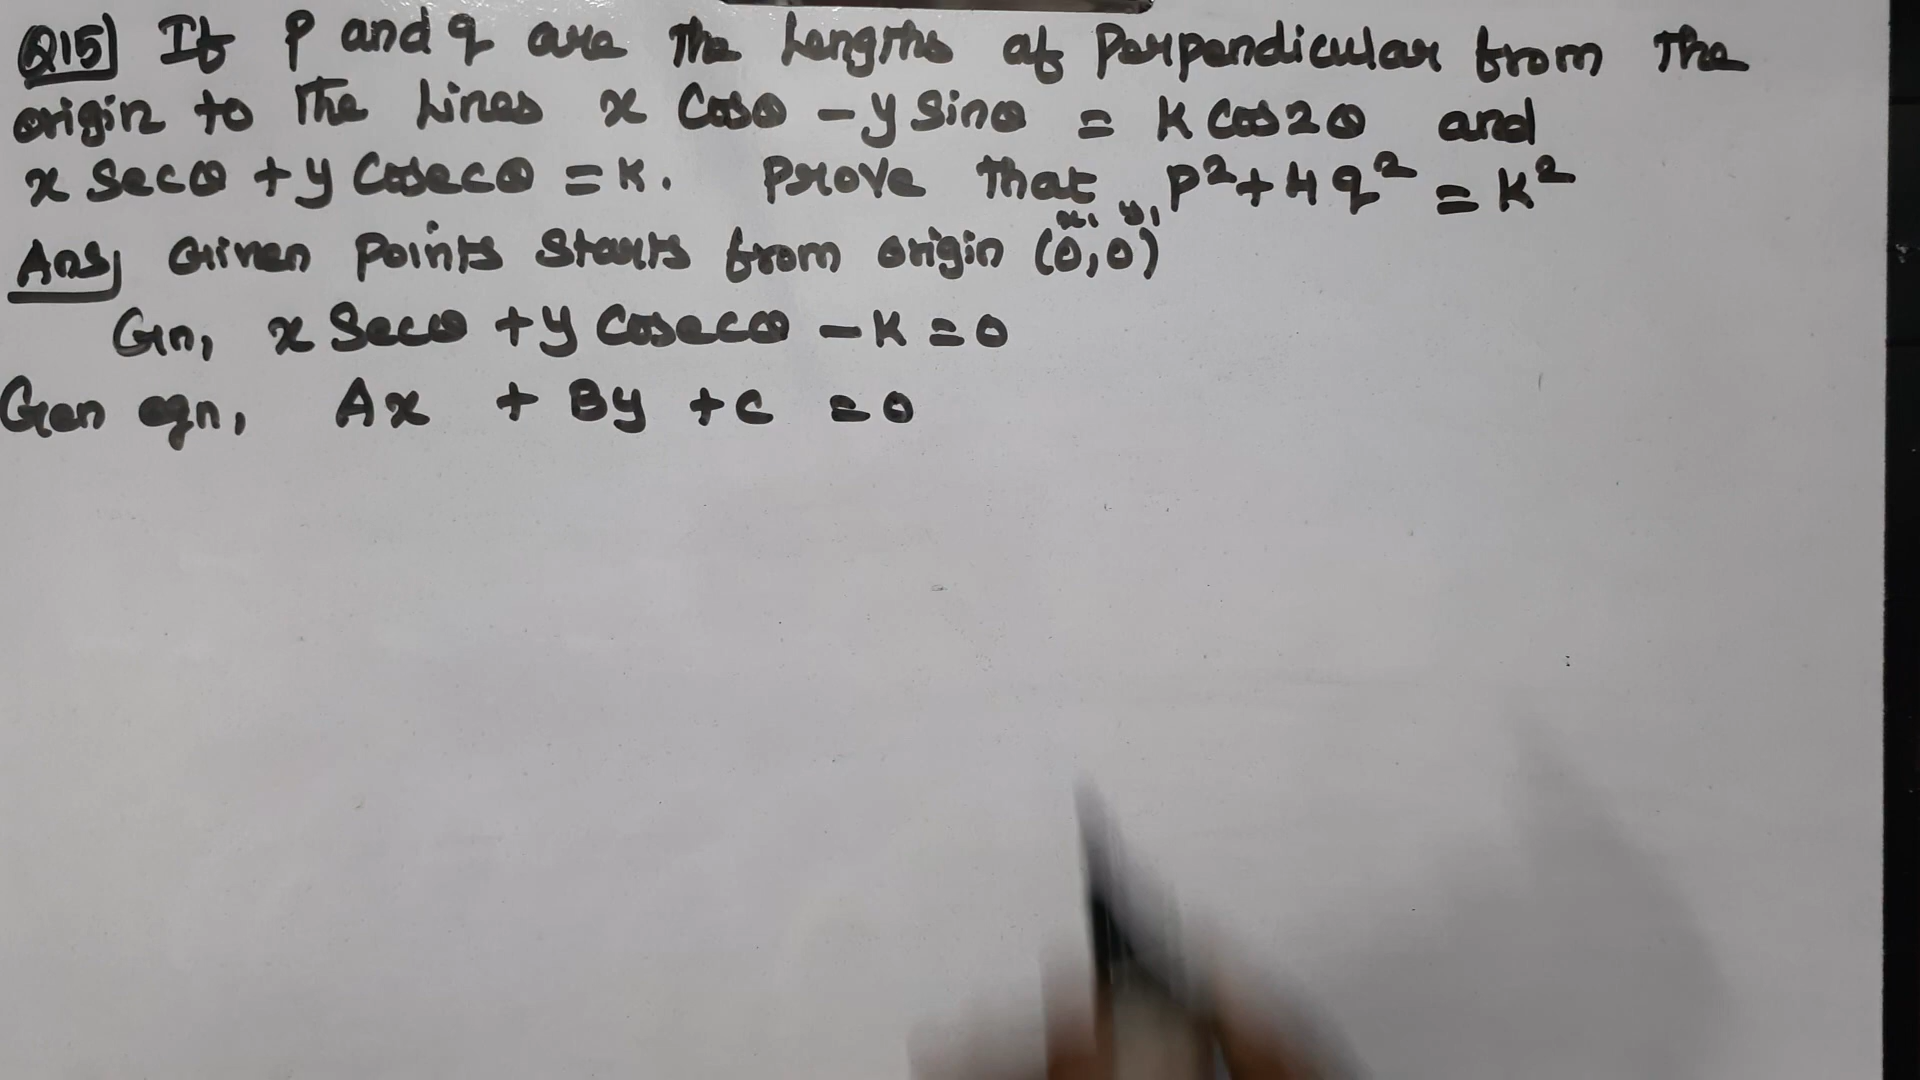 Q15] If p and q are the lengths of perpendicular from the
origin to the lines x cosθ - y sinθ = k cos2θ and
x secθ + y cosecθ = k. prove that p² + 4q² = k²
x₁ y₁
Ans] Given points starts from origin (0,0)
Gn, x secθ + y cosecθ - k = 0
Gen eqn, Ax + By + c = 0